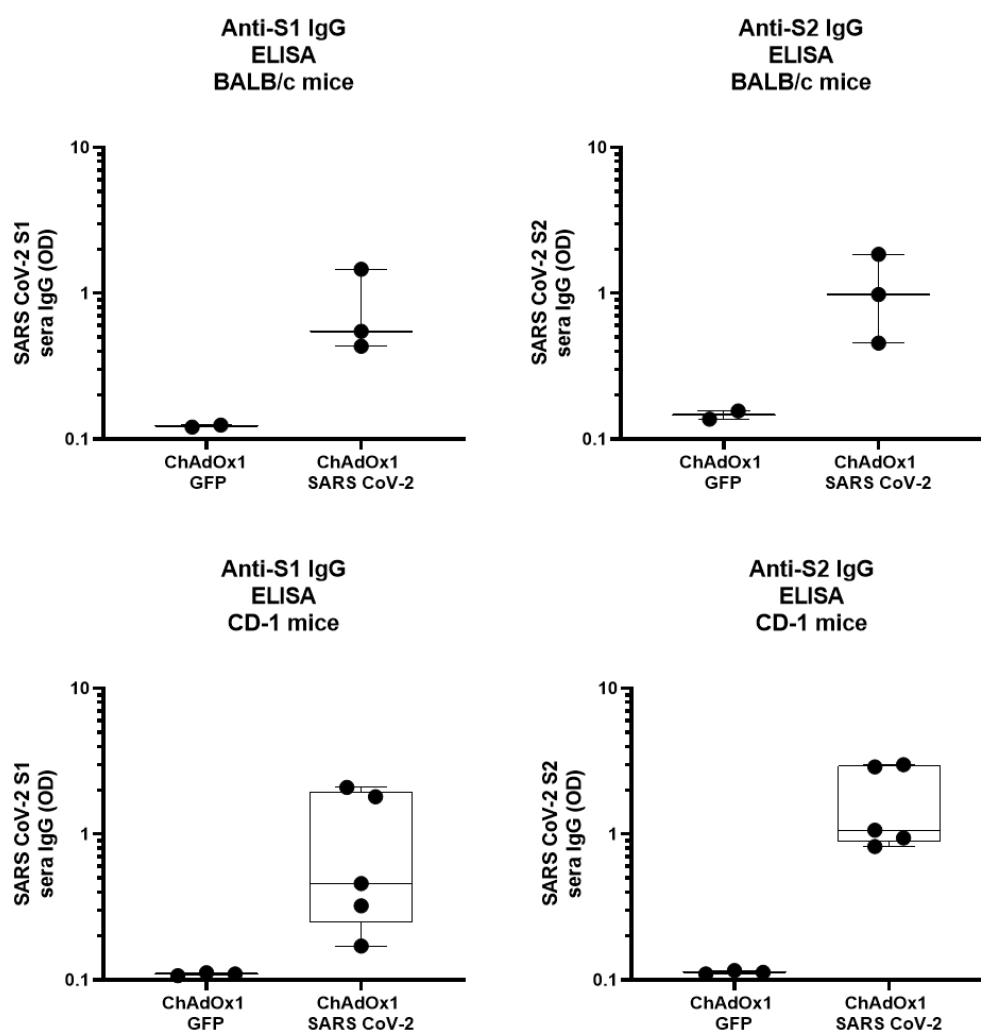 Anti-S1 IgG
ELISA
BALB/c mice
SARS CoV-2 S1
sera IgG (OD)
10
1
0.1
ChAdOx1
GFP
ChAdOx1
SARS CoV-2
Anti-S2 IgG
ELISA
BALB/c mice
SARS CoV-2 S2
sera IgG (OD)
10
1
0.1
ChAdOx1
GFP
ChAdOx1
SARS CoV-2
Anti-S1 IgG
ELISA
CD-1 mice
SARS CoV-2 S1
sera IgG (OD)
10
1
0.1
ChAdOx1
GFP
ChAdOx1
SARS CoV-2
Anti-S2 IgG
ELISA
CD-1 mice
SARS CoV-2 S2
sera IgG (OD)
10
1
0.1
ChAdOx1
GFP
ChAdOx1
SARS CoV-2